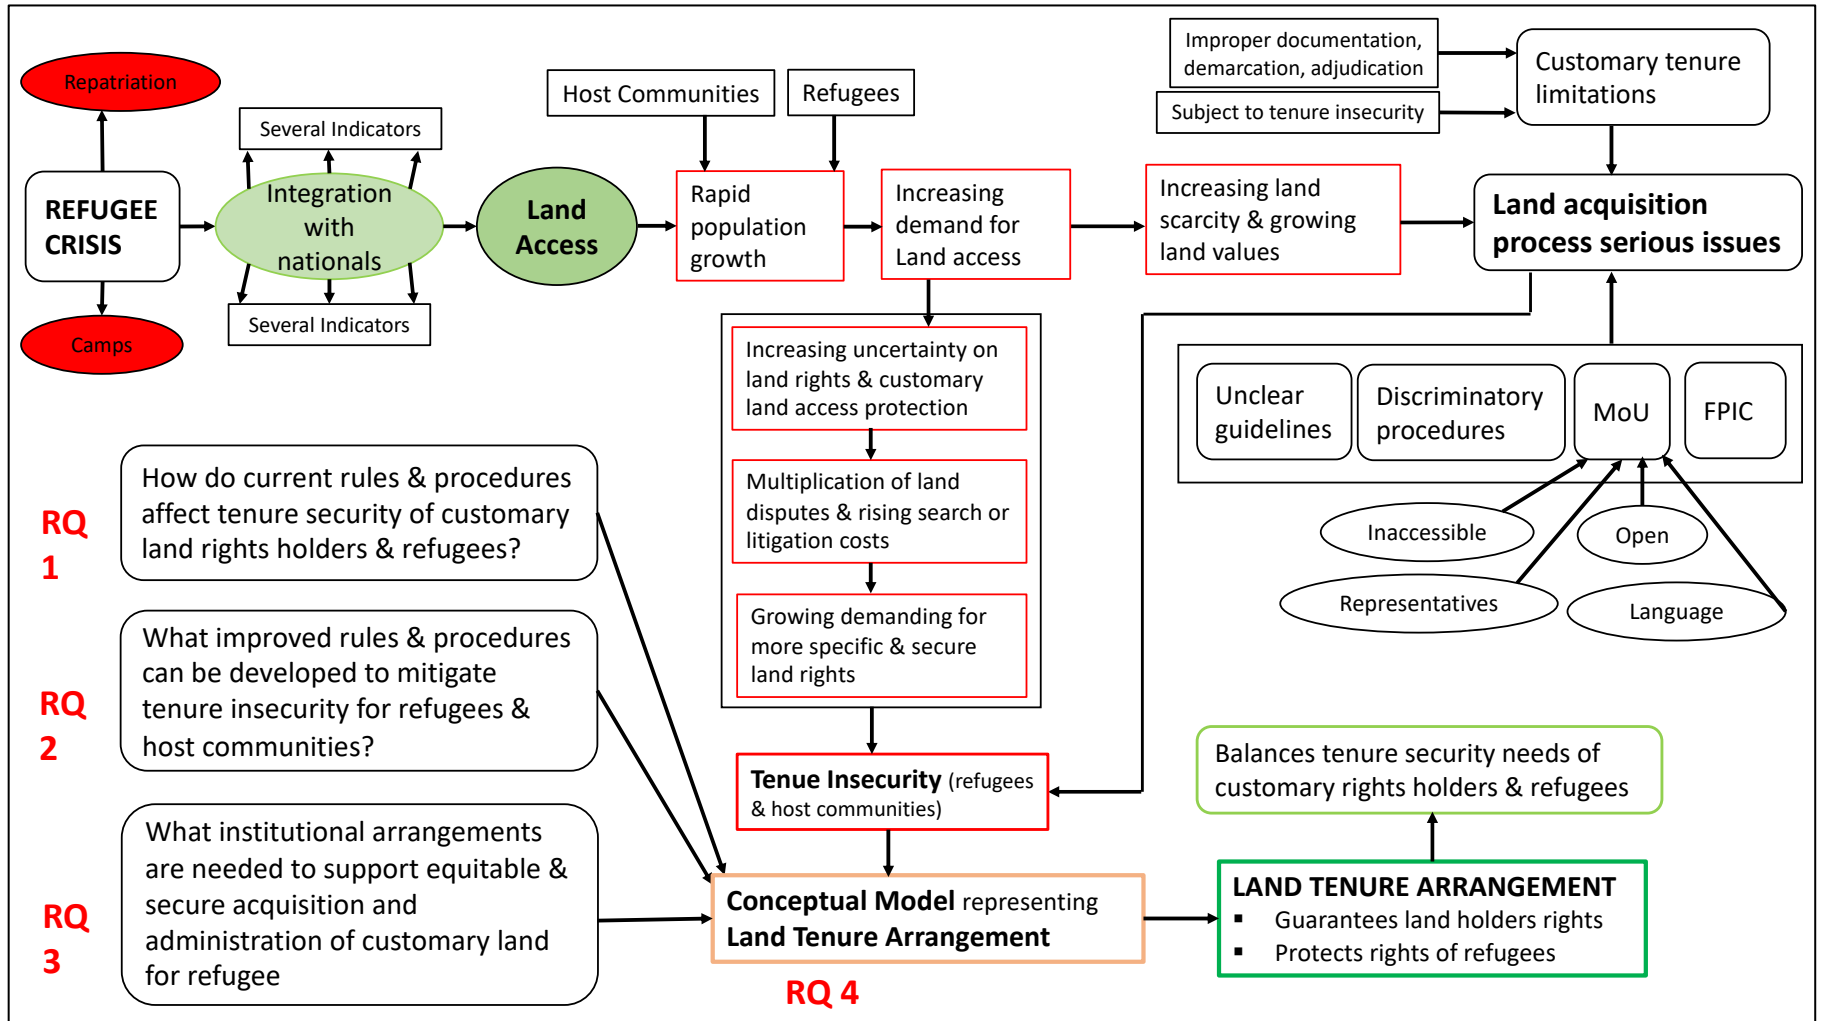 Repatriation
REFUGEE
CRISIS
Camps
Several Indicators
Integration
with
nationals
Several Indicators
Land
Access
Host Communities
Refugees
Rapid
population
growth
Increasing
demand for
Land access
Increasing land
scarcity & growing
land values
Improper documentation,
demarcation, adjudication
Subject to tenure insecurity
Customary tenure
limitations
Land acquisition
process serious issues
Unclear
guidelines
Discriminatory
procedures
MoU
FPIC
Inaccessible
Open
Representatives
Language
Increasing uncertainty on
land rights & customary
land access protection
Multiplication of land
disputes & rising search or
litigation costs
Growing demanding for
more specific & secure
land rights
Tenue Insecurity (refugees
& host communities)
RQ
1
How do current rules & procedures
affect tenure security of customary
land rights holders & refugees?
RQ
2
What improved rules & procedures
can be developed to mitigate
tenure insecurity for refugees &
host communities?
RQ
3
What institutional arrangements
are needed to support equitable &
secure acquisition and
administration of customary land
for refugee
Conceptual Model representing
Land Tenure Arrangement
RQ 4
Balances tenure security needs of
customary rights holders & refugees
LAND TENURE ARRANGEMENT
▪ Guarantees land holders rights
▪ Protects rights of refugees